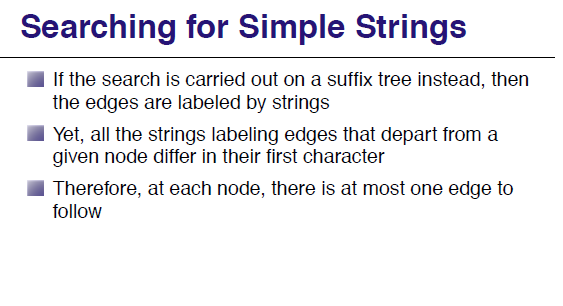 Searching for Simple Strings
If the search is carried out on a suffix tree instead, then
the edges are labeled by strings
Yet, all the strings labeling edges that depart from a
given node differ in their first character
Therefore, at each node, there is at most one edge to
follow